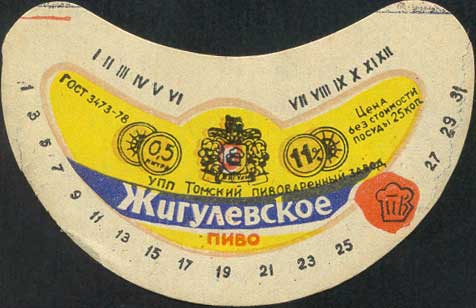 I II III IV V VI
VII VIII IX X XI XII
ГОСТ 3473-78
0,5
ЛИТРА
11%
Цена
без стоимости
посуды 25 коп.
УПП Томский пивоваренный завод
Жигулевское
пиво
ТПК
1 3 5 7 9 11 13 15 17 19 21 23 25 27 29 31